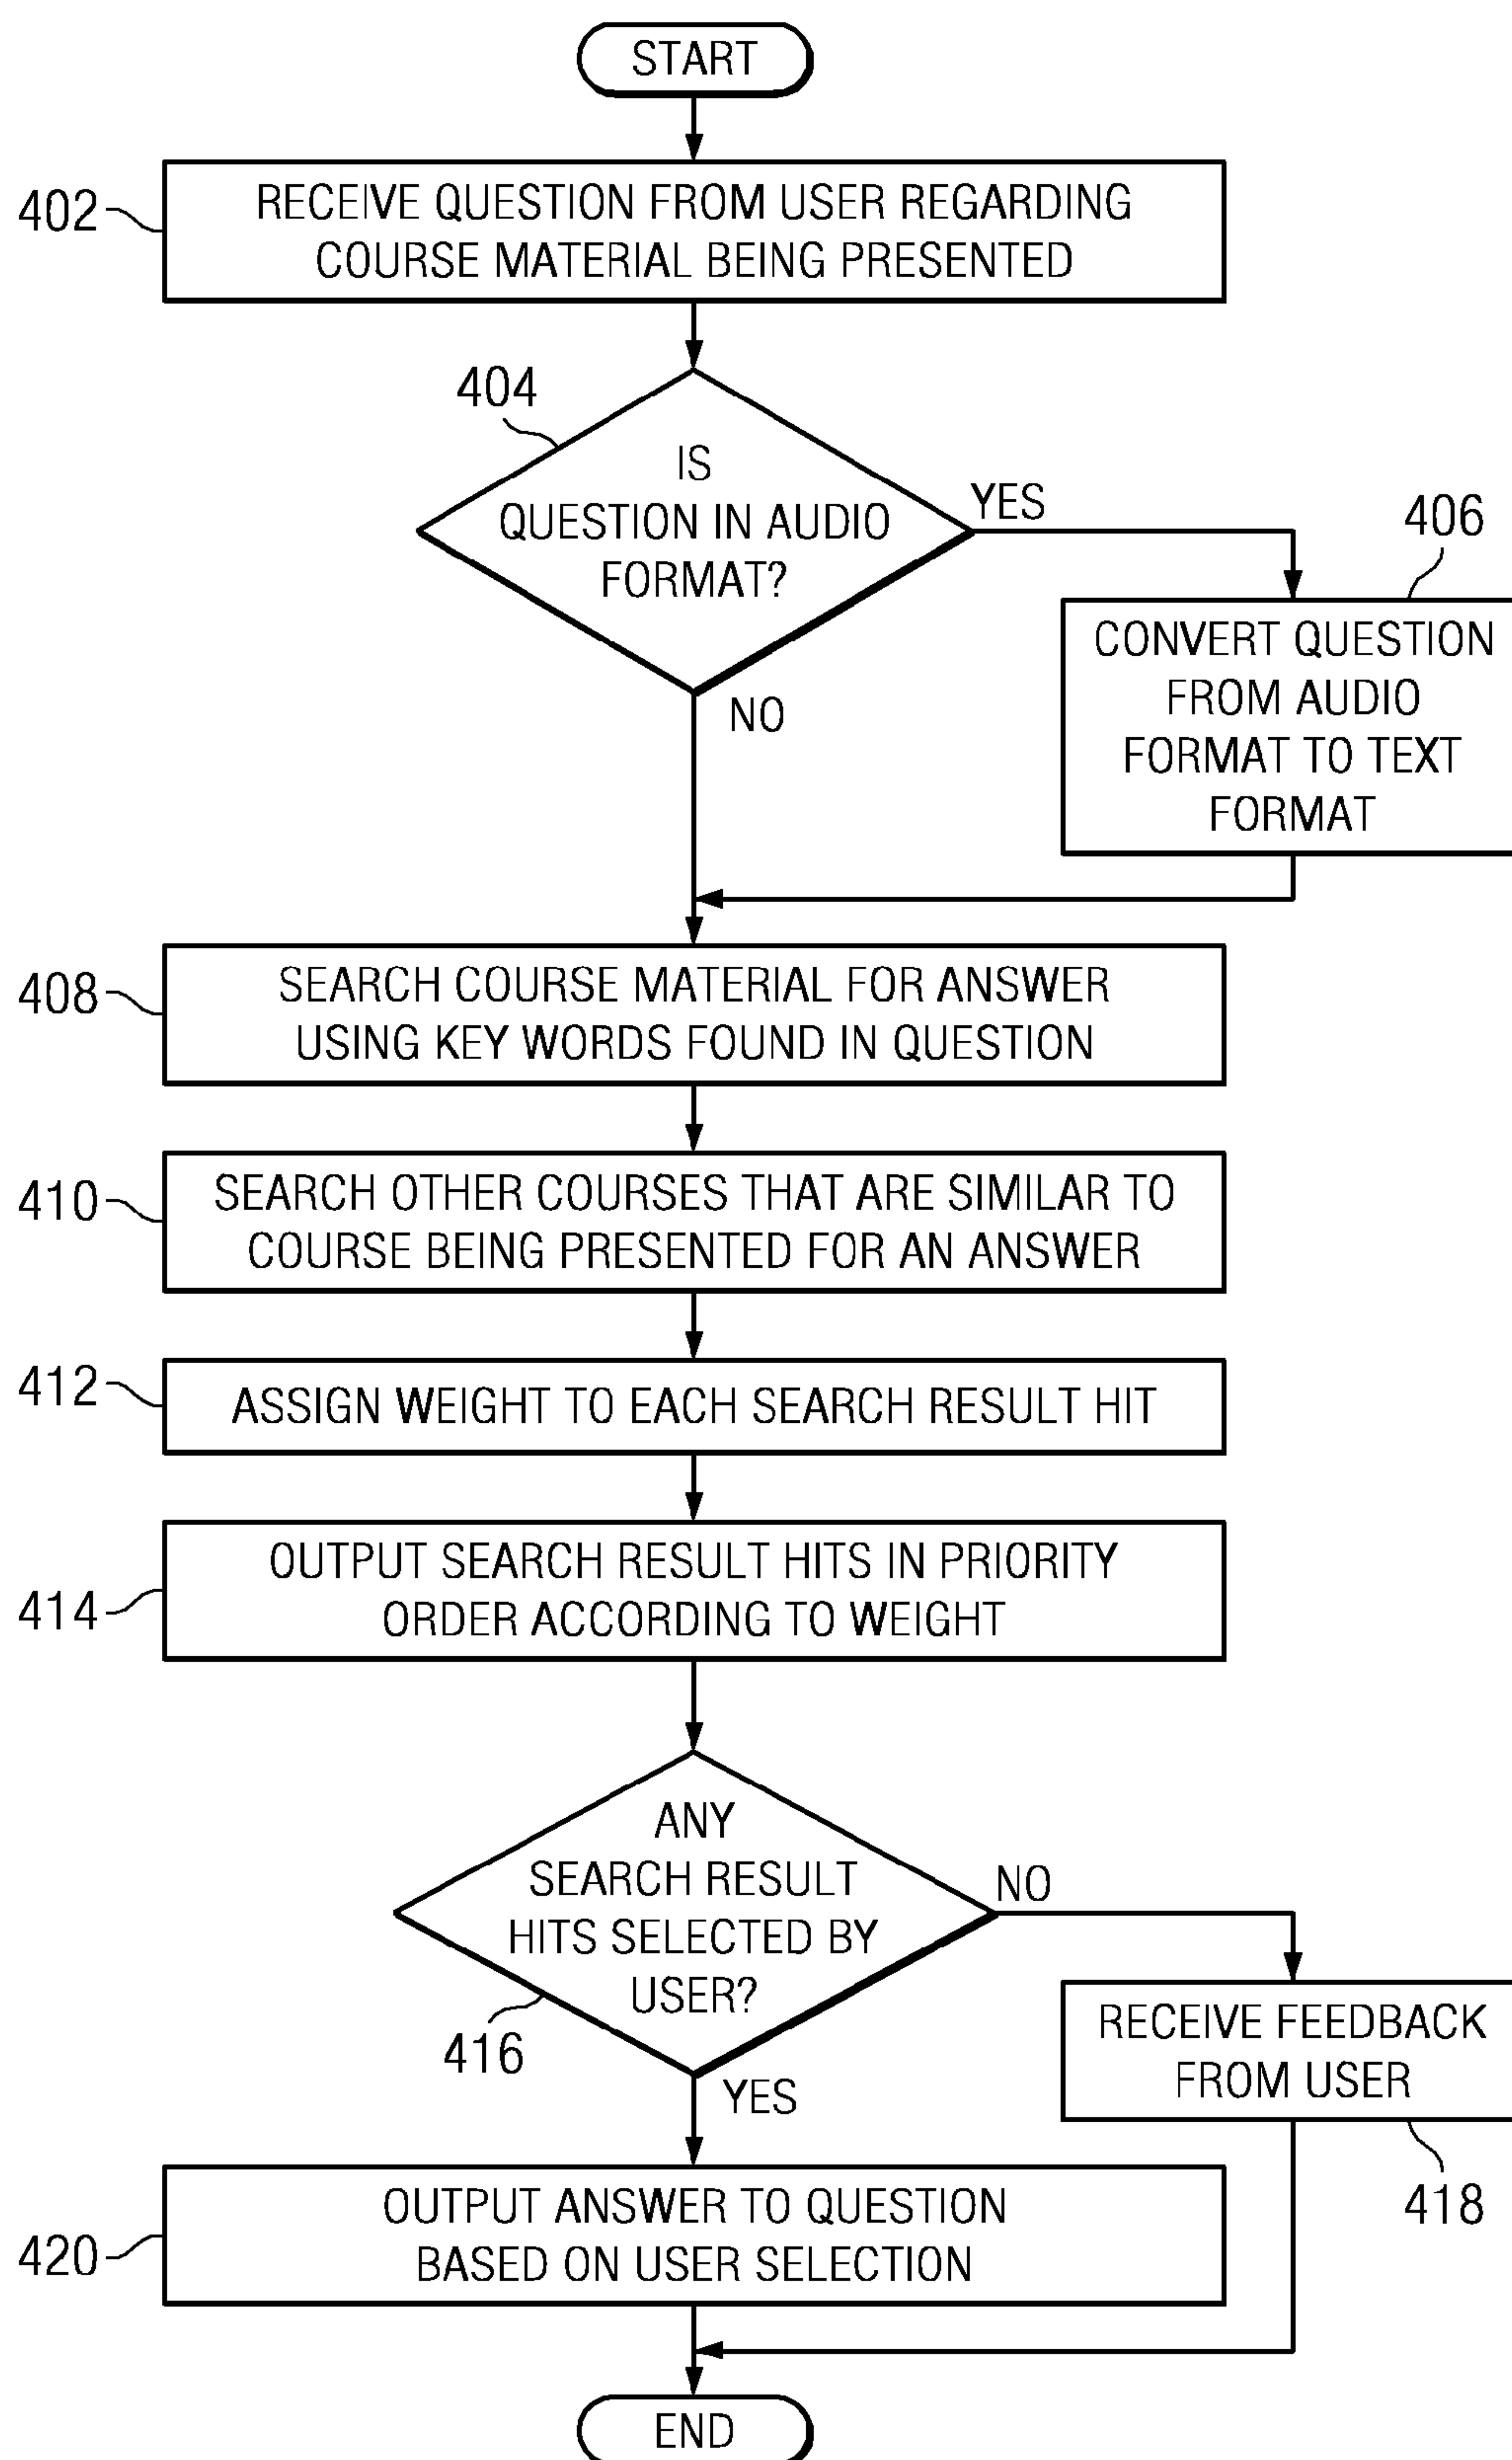 START
402
RECEIVE QUESTION FROM USER REGARDING
COURSE MATERIAL BEING PRESENTED
404
IS
QUESTION IN AUDIO
FORMAT?
YES
NO
406
CONVERT QUESTION
FROM AUDIO
FORMAT TO TEXT
FORMAT
408
SEARCH COURSE MATERIAL FOR ANSWER
USING KEY WORDS FOUND IN QUESTION
410
SEARCH OTHER COURSES THAT ARE SIMILAR TO
COURSE BEING PRESENTED FOR AN ANSWER
412
ASSIGN WEIGHT TO EACH SEARCH RESULT HIT
414
OUTPUT SEARCH RESULT HITS IN PRIORITY
ORDER ACCORDING TO WEIGHT
ANY
SEARCH RESULT
HITS SELECTED BY
USER?
416
NO
YES
RECEIVE FEEDBACK
FROM USER
418
420
OUTPUT ANSWER TO QUESTION
BASED ON USER SELECTION
END